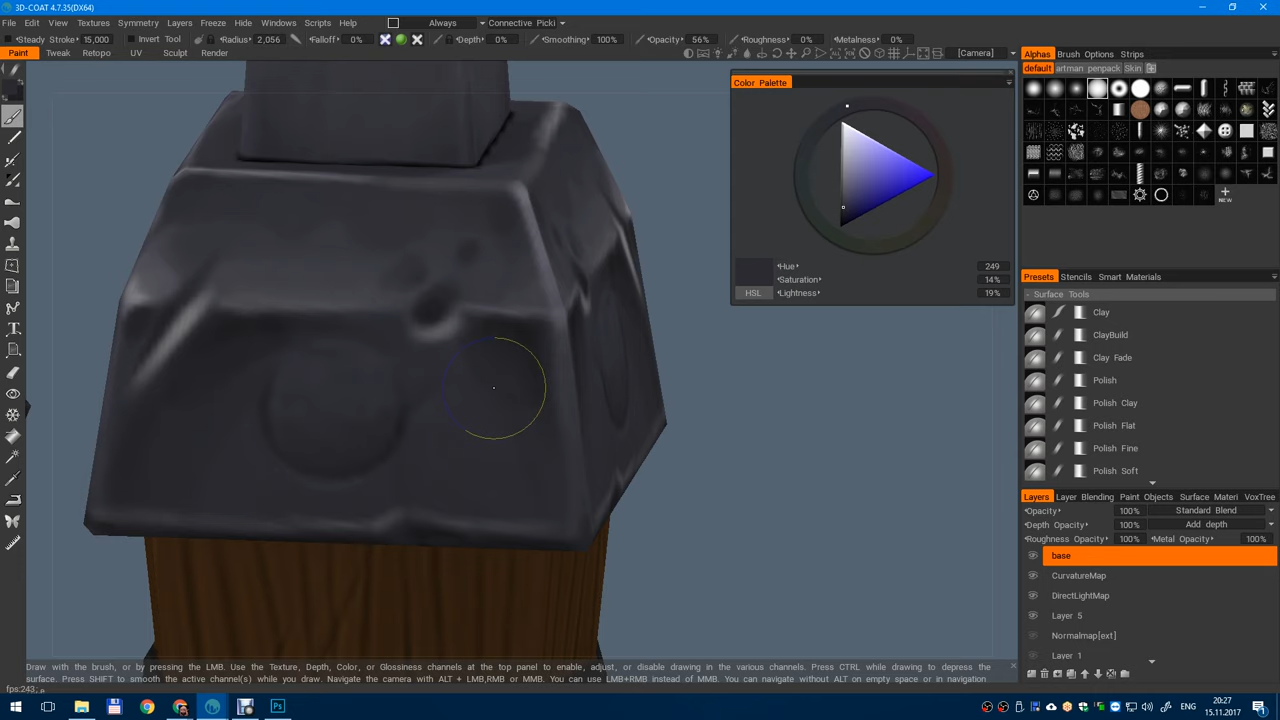 3D-COAT 4.7.35(DX64)
File Edit View Textures Symmetry Camera Layers Freeze Hide Windows Scripts Help Always Connective Picki
Steady Stroke 15,000 Invert Tool Radius 2,056 Falloff 0% Depth 0% Smoothing 100% Opacity 56% Roughness 0% Metalness 0%
Paint Tweak Retopo UV Sculpt Render [Camera]
Alphas Brush Options Strips
default artman penpack Skin
NEW
Color Palette
Hue 249
Saturation 14%
HSL Lightness 19%
Presets Stencils Smart Materials
- Surface Tools
Clay
ClayBuild
Clay Fade
Polish
Polish Clay
Polish Flat
Polish Fine
Polish Soft
Layers Layer Blending Paint Objects Surface Materi VoxTree
Opacity 100% Standard Blend
Depth Opacity 100% Add depth
Roughness Opacity 100% Metal Opacity 100%
base
CurvatureMap
DirectLightMap
Layer 5
Normalmap[ext]
Layer 1
Draw with the brush, or by pressing the LMB. Use the Texture, Depth, Color, or Glossiness channels at the top panel to enable, adjust, or disable drawing in the various channels. Press CTRL while drawing to depress the
surface. Press SHIFT to smooth the active channel(s) while you draw. Navigate the camera with ALT + LMB,RMB or MMB. You can use LMB+RMB instead of MMB. You can navigate without ALT on empty space or in navigation
fps:243;
ENG
20:27
15.11.2017